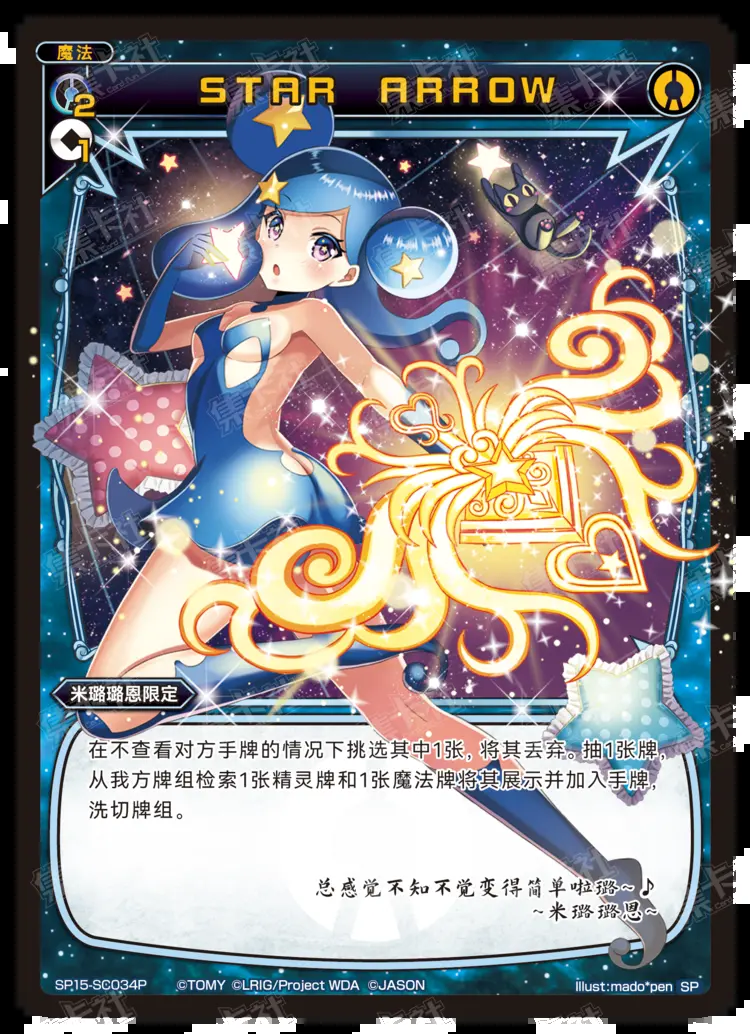 魔法
STAR ARROW
2
1
米璐璐恩限定
在不查看对方手牌的情况下挑选其中1张，将其丢弃。抽1张牌，
从我方牌组检索1张精灵牌和1张魔法牌将其展示并加入手牌，
洗切牌组。
总感觉不知不觉变得简单啦璐~♪
~米璐璐恩~
SP15-SC034P ©TOMY ©LRIG/Project WDA ©JASON Illust:mado*pen SP
集卡社